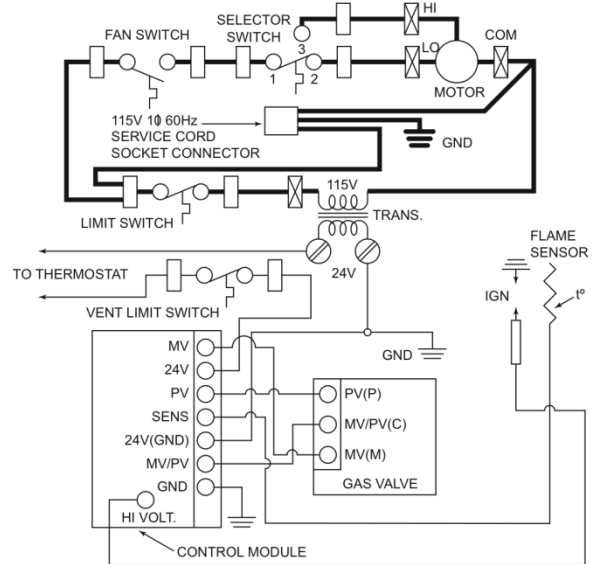 HI
SELECTOR
SWITCH
FAN SWITCH
3
COM
LO
1
2
MOTOR
115V 1ϕ 60Hz
SERVICE CORD
SOCKET CONNECTOR
GND
115V
LIMIT SWITCH
TRANS.
FLAME
SENSOR
TO THERMOSTAT
24V
IGN
t°
VENT LIMIT SWITCH
MV
GND
24V
PV
PV(P)
SENS
MV/PV(C)
24V(GND)
MV(M)
MV/PV
GAS VALVE
GND
HI VOLT.
CONTROL MODULE